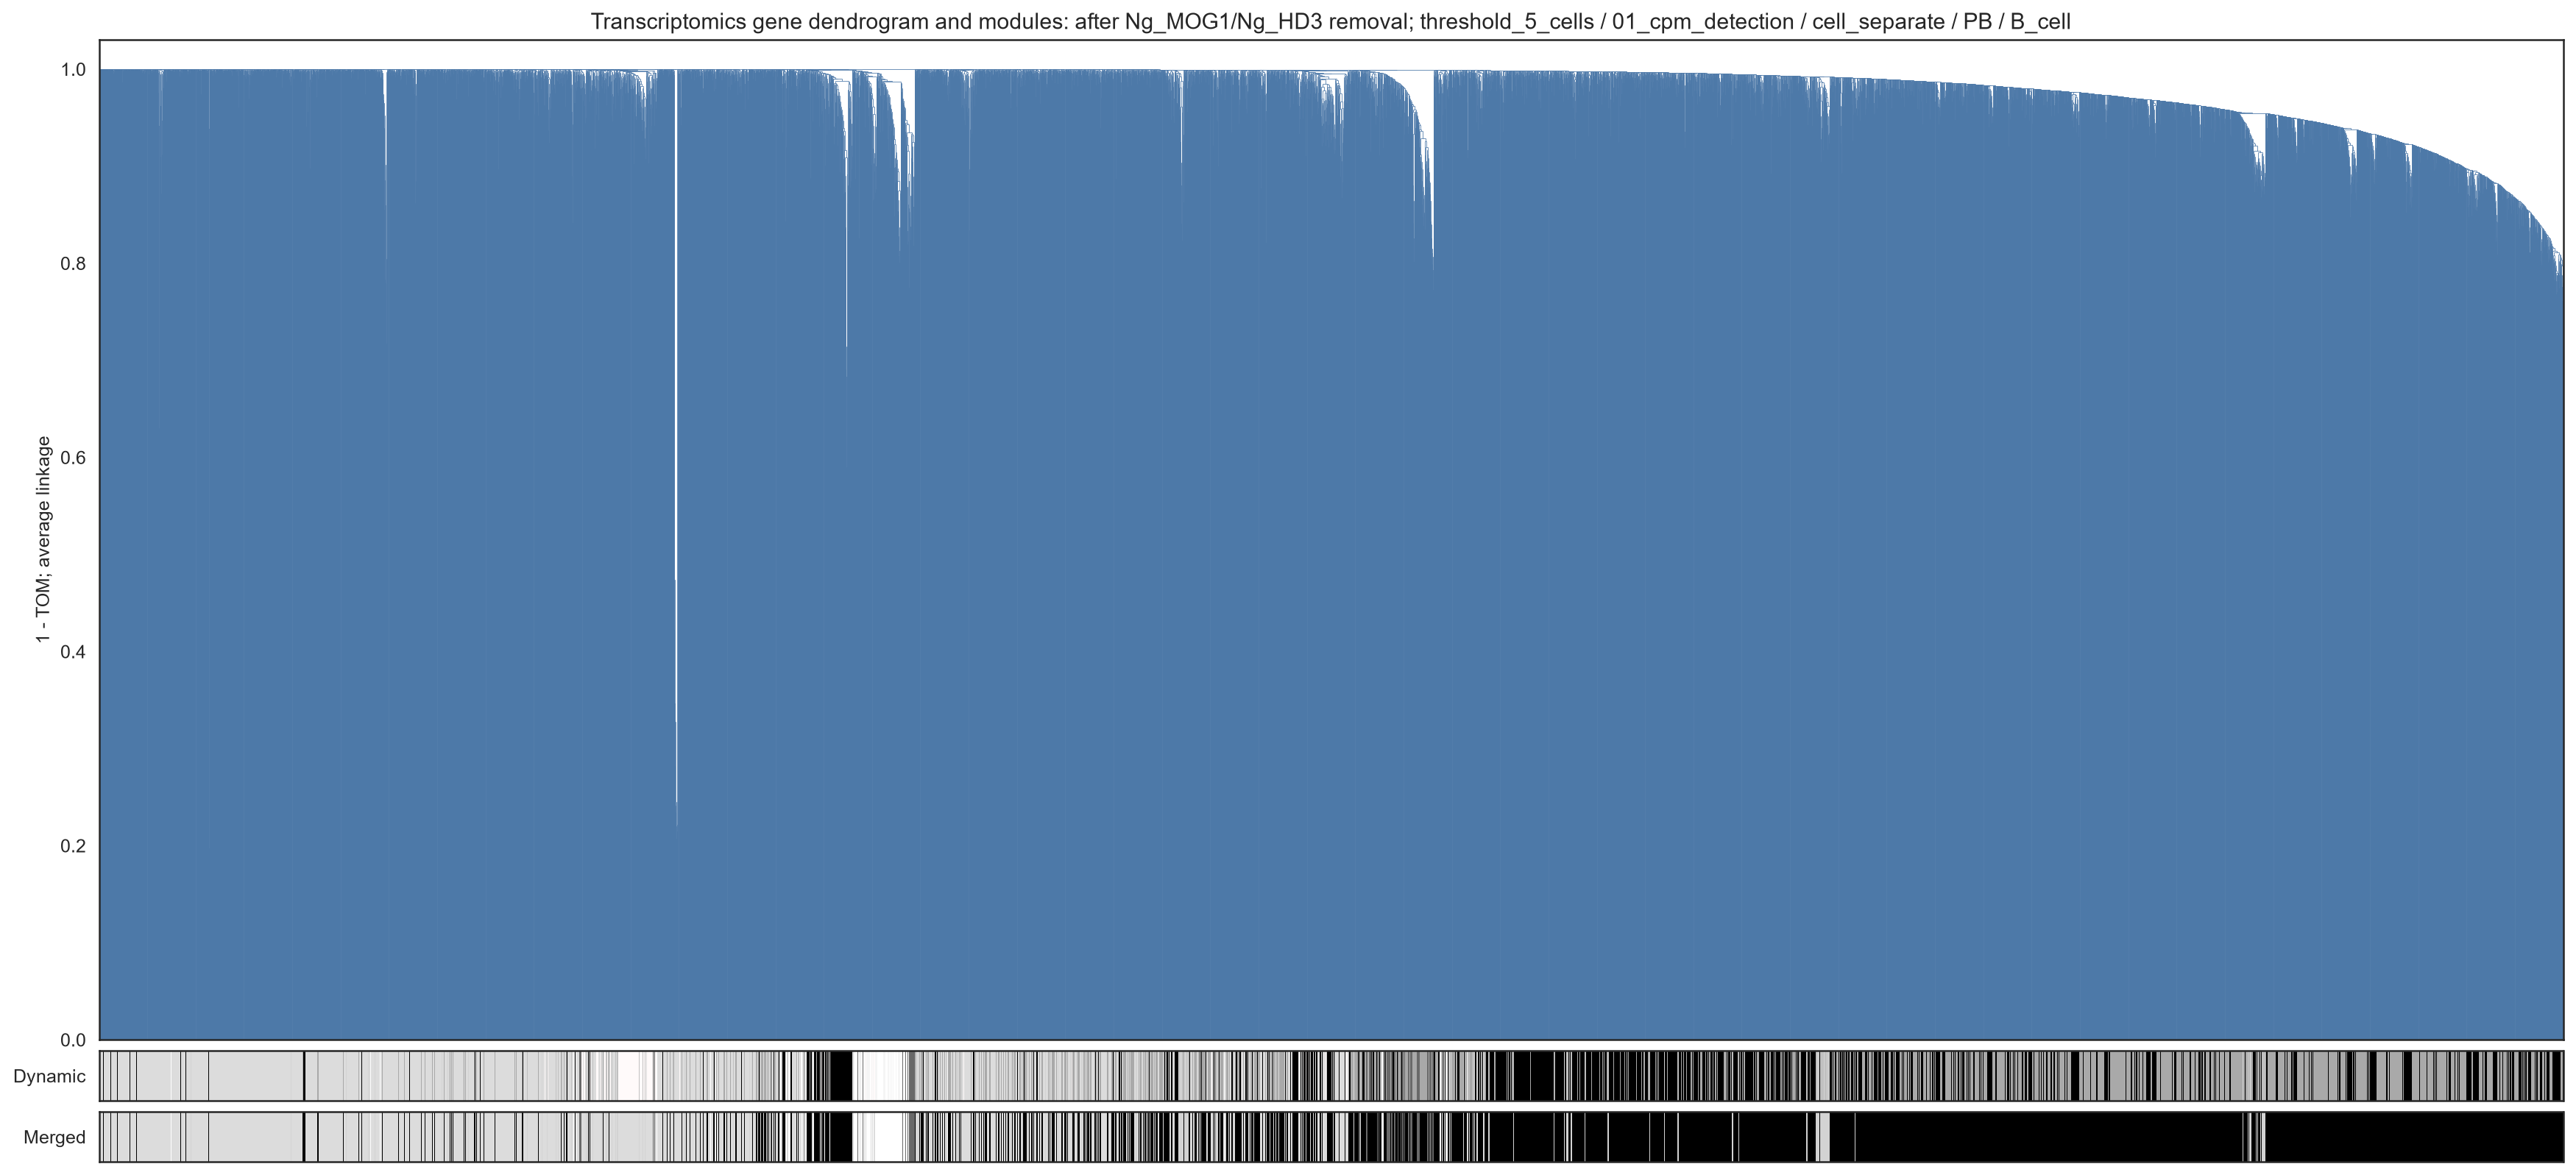 Transcriptomics gene dendrogram and modules: after Ng_MOG1/Ng_HD3 removal; threshold_5_cells / 01_cpm_detection / cell_separate / PB / B_cell
1.0
0.8
0.6
0.4
0.2
0.0
1 - TOM; average linkage
Dynamic
Merged